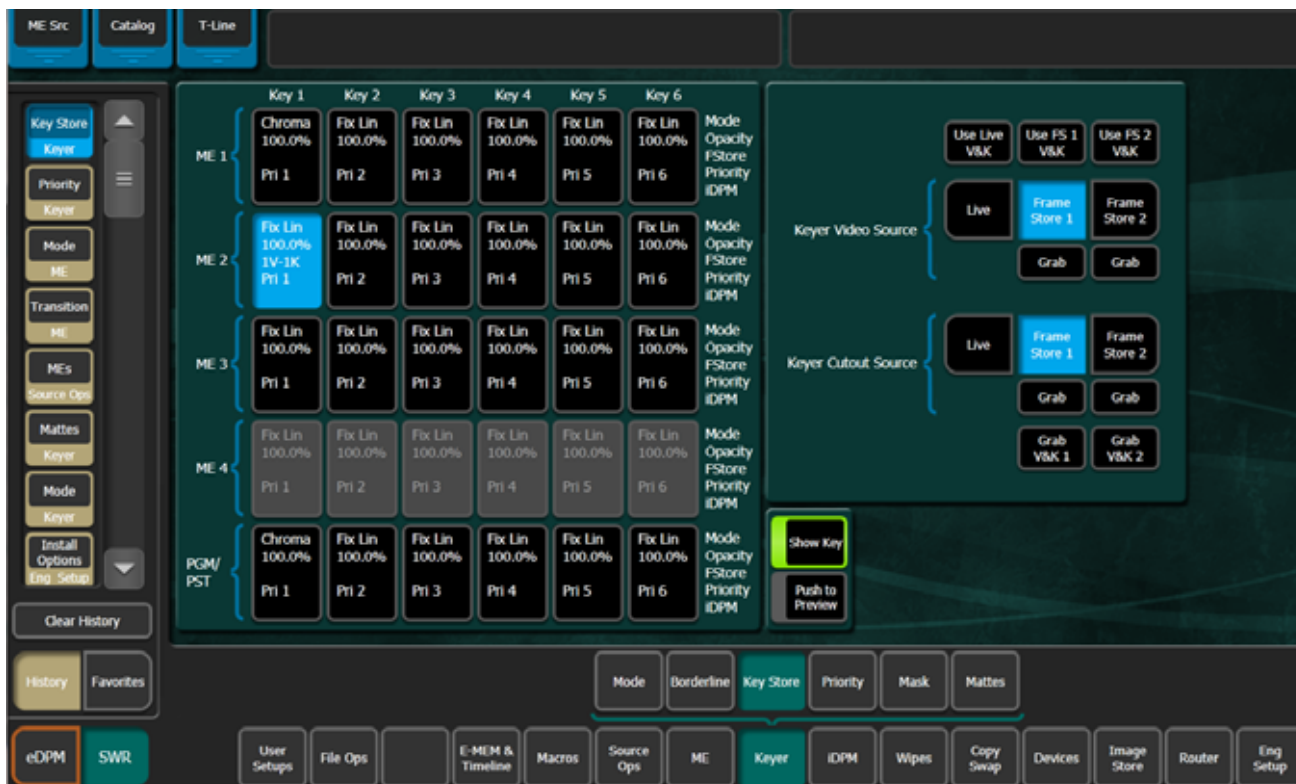 ME Src
Catalog
T-Line
Key Store
Keyer
Priority
Keyer
Mode
ME
Transition
ME
MEs
Source Ops
Mattes
Keyer
Mode
Keyer
Install
Options
Eng Setup
Clear History
History
Favorites
eDPM
SWR
Key 1 Key 2 Key 3 Key 4 Key 5 Key 6
ME 1
Chroma Fix Lin Fix Lin Fix Lin Fix Lin Fix Lin Mode
100.0% 100.0% 100.0% 100.0% 100.0% 100.0% Opacity
FStore
Pri 1 Pri 2 Pri 3 Pri 4 Pri 5 Pri 6 Priority
iDPM
ME 2
Fix Lin Fix Lin Fix Lin Fix Lin Fix Lin Fix Lin Mode
100.0% 100.0% 100.0% 100.0% 100.0% 100.0% Opacity
1V-1K FStore
Pri 1 Pri 2 Pri 3 Pri 4 Pri 5 Pri 6 Priority
iDPM
ME 3
Fix Lin Fix Lin Fix Lin Fix Lin Fix Lin Fix Lin Mode
100.0% 100.0% 100.0% 100.0% 100.0% 100.0% Opacity
FStore
Pri 1 Pri 2 Pri 3 Pri 4 Pri 5 Pri 6 Priority
iDPM
ME 4
Fix Lin Fix Lin Fix Lin Fix Lin Fix Lin Fix Lin Mode
100.0% 100.0% 100.0% 100.0% 100.0% 100.0% Opacity
FStore
Pri 1 Pri 2 Pri 3 Pri 4 Pri 5 Pri 6 Priority
iDPM
PGM/
PST
Chroma Fix Lin Fix Lin Fix Lin Fix Lin Fix Lin Mode
100.0% 100.0% 100.0% 100.0% 100.0% 100.0% Opacity
FStore
Pri 1 Pri 2 Pri 3 Pri 4 Pri 5 Pri 6 Priority
iDPM
Use Live
V&K
Use FS 1
V&K
Use FS 2
V&K
Keyer Video Source
Live
Frame
Store 1
Frame
Store 2
Grab
Grab
Keyer Cutout Source
Live
Frame
Store 1
Frame
Store 2
Grab
Grab
Grab
V&K 1
Grab
V&K 2
Show Key
Push to
Preview
Mode
Borderline
Key Store
Priority
Mask
Mattes
User
Setups
File Ops
E-MEM &
Timeline
Macros
Source
Ops
ME
Keyer
iDPM
Wipes
Copy
Swap
Devices
Image
Store
Router
Eng
Setup